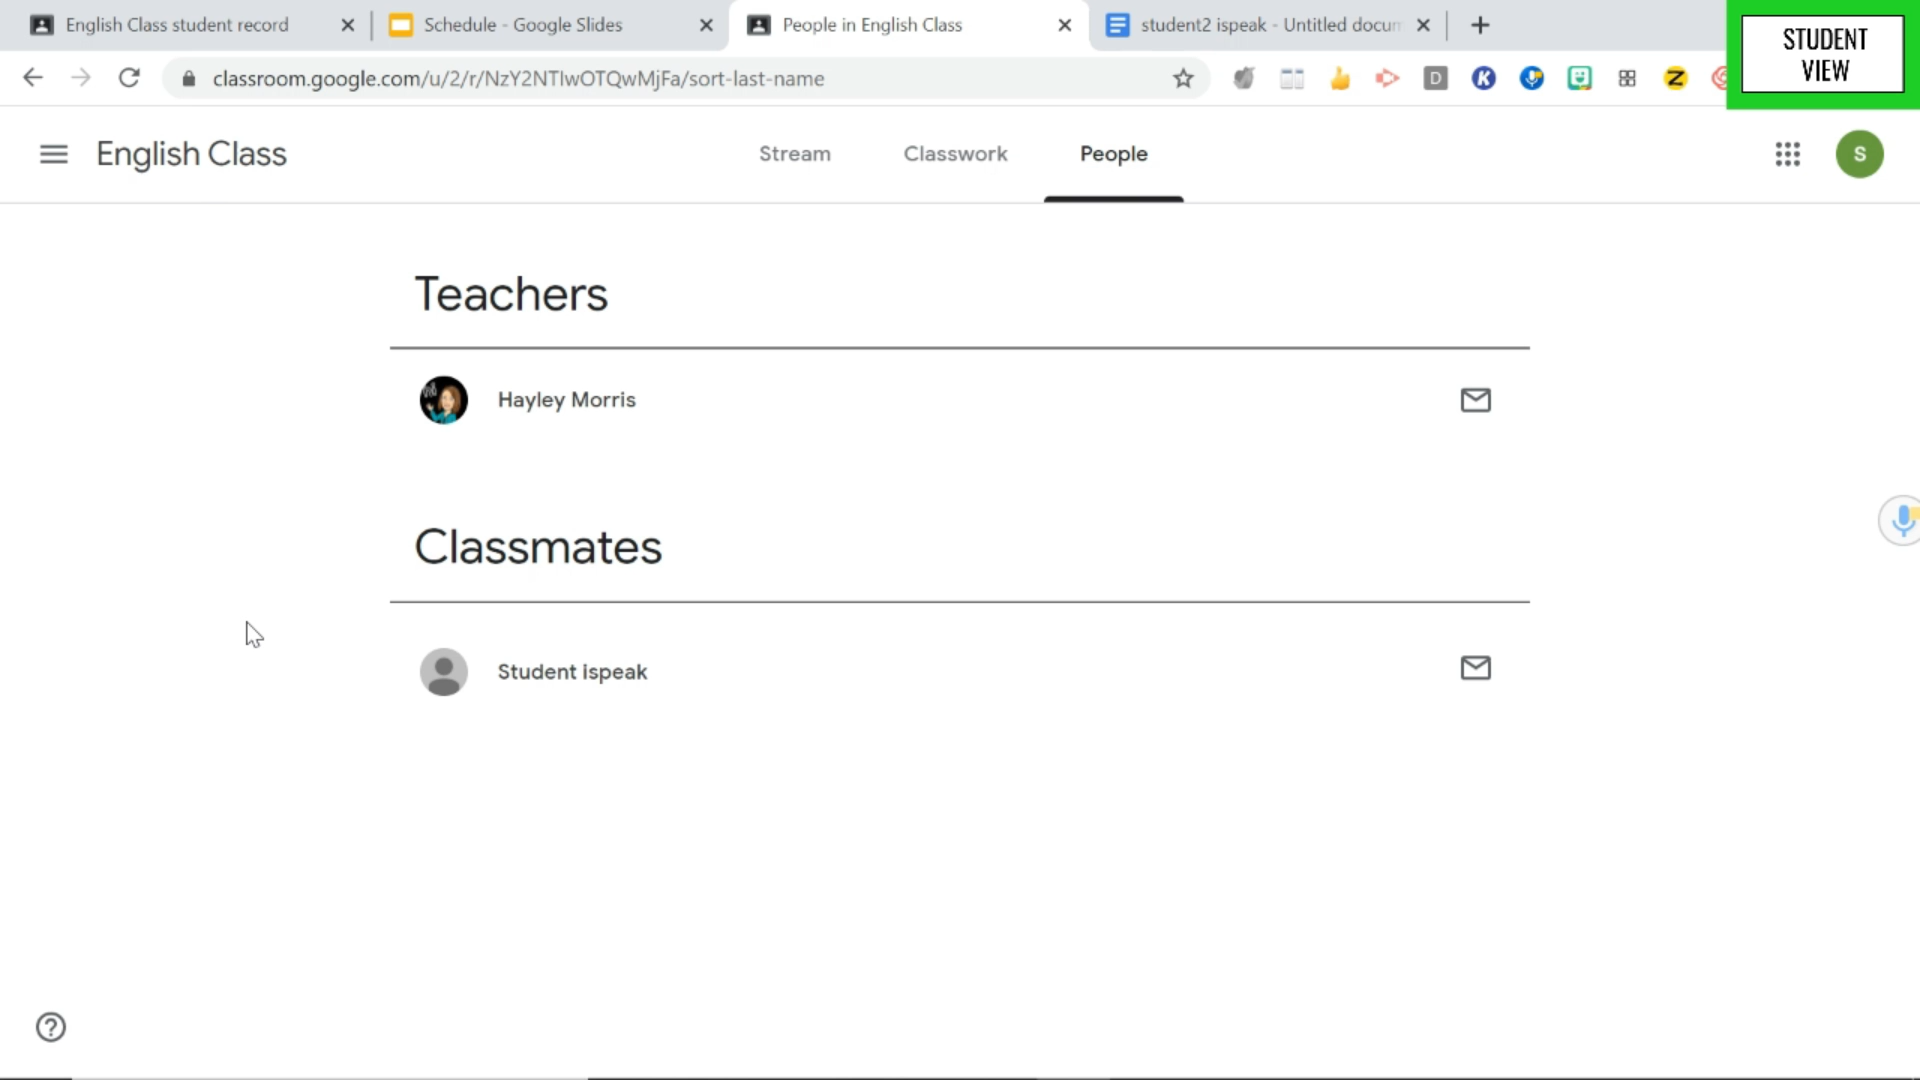 English Class student record
Schedule - Google Slides
People in English Class
student2 ispeak - Untitled docum
STUDENT
VIEW
classroom.google.com/u/2/r/NzY2NTIwOTQwMjFa/sort-last-name
D
K
Z
English Class
Stream
Classwork
People
S
Teachers
Hayley Morris
Classmates
Student ispeak